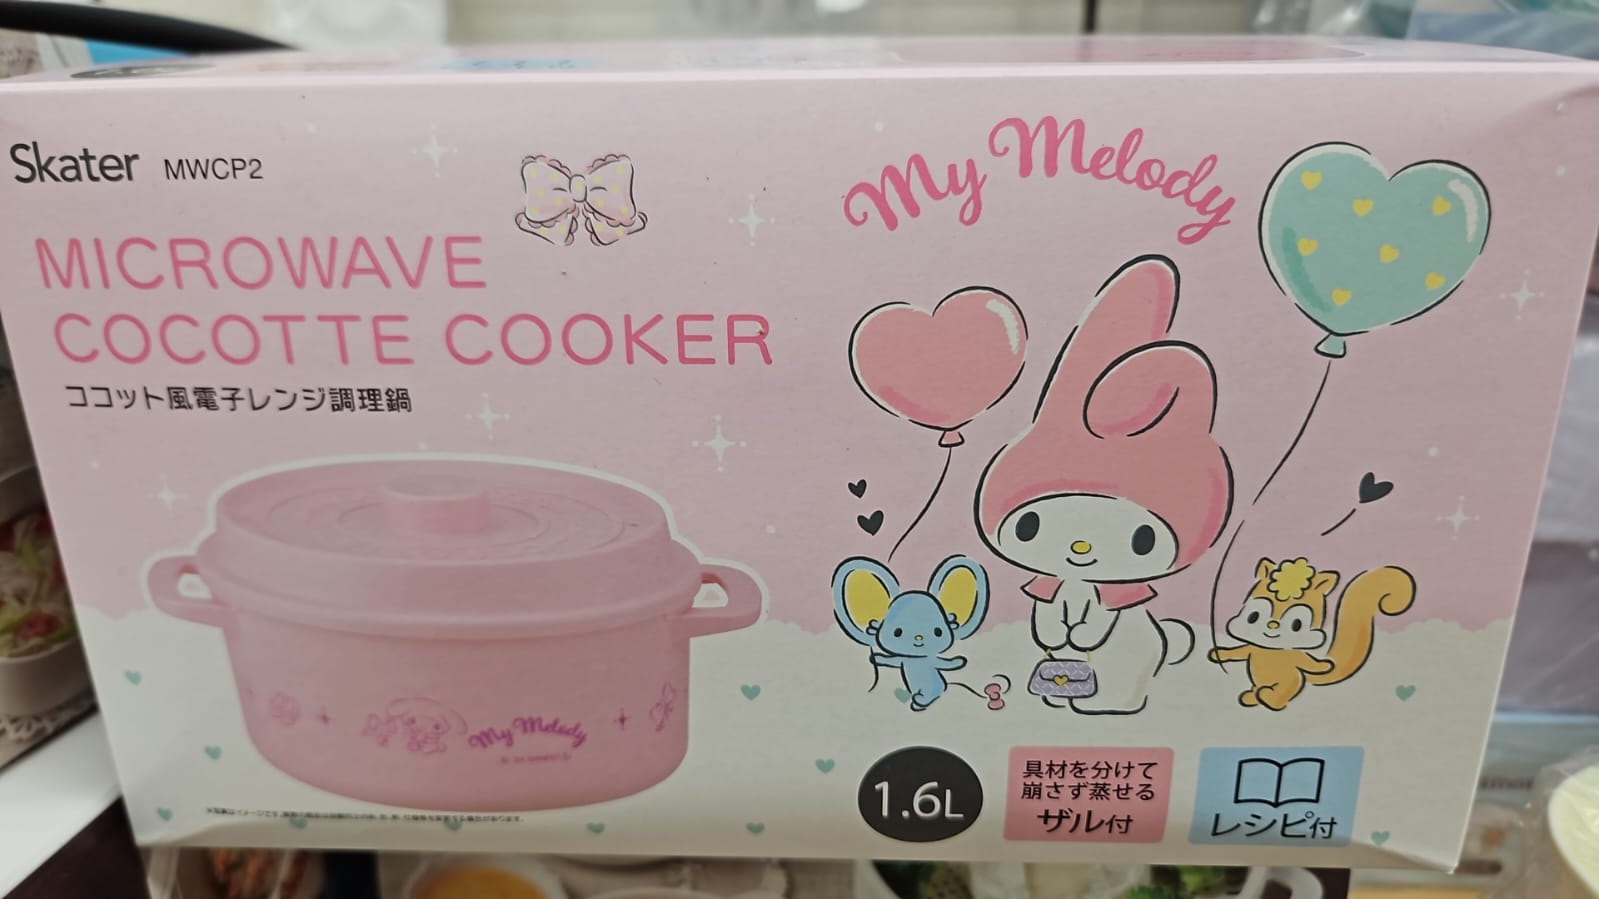 Skater MWCP2
My Melody
MICROWAVE
COCOTTE COOKER
ココット風電子レンジ調理鍋
My Melody
1.6L
具材を分けて
崩さず蒸せる
ザル付
レシピ付